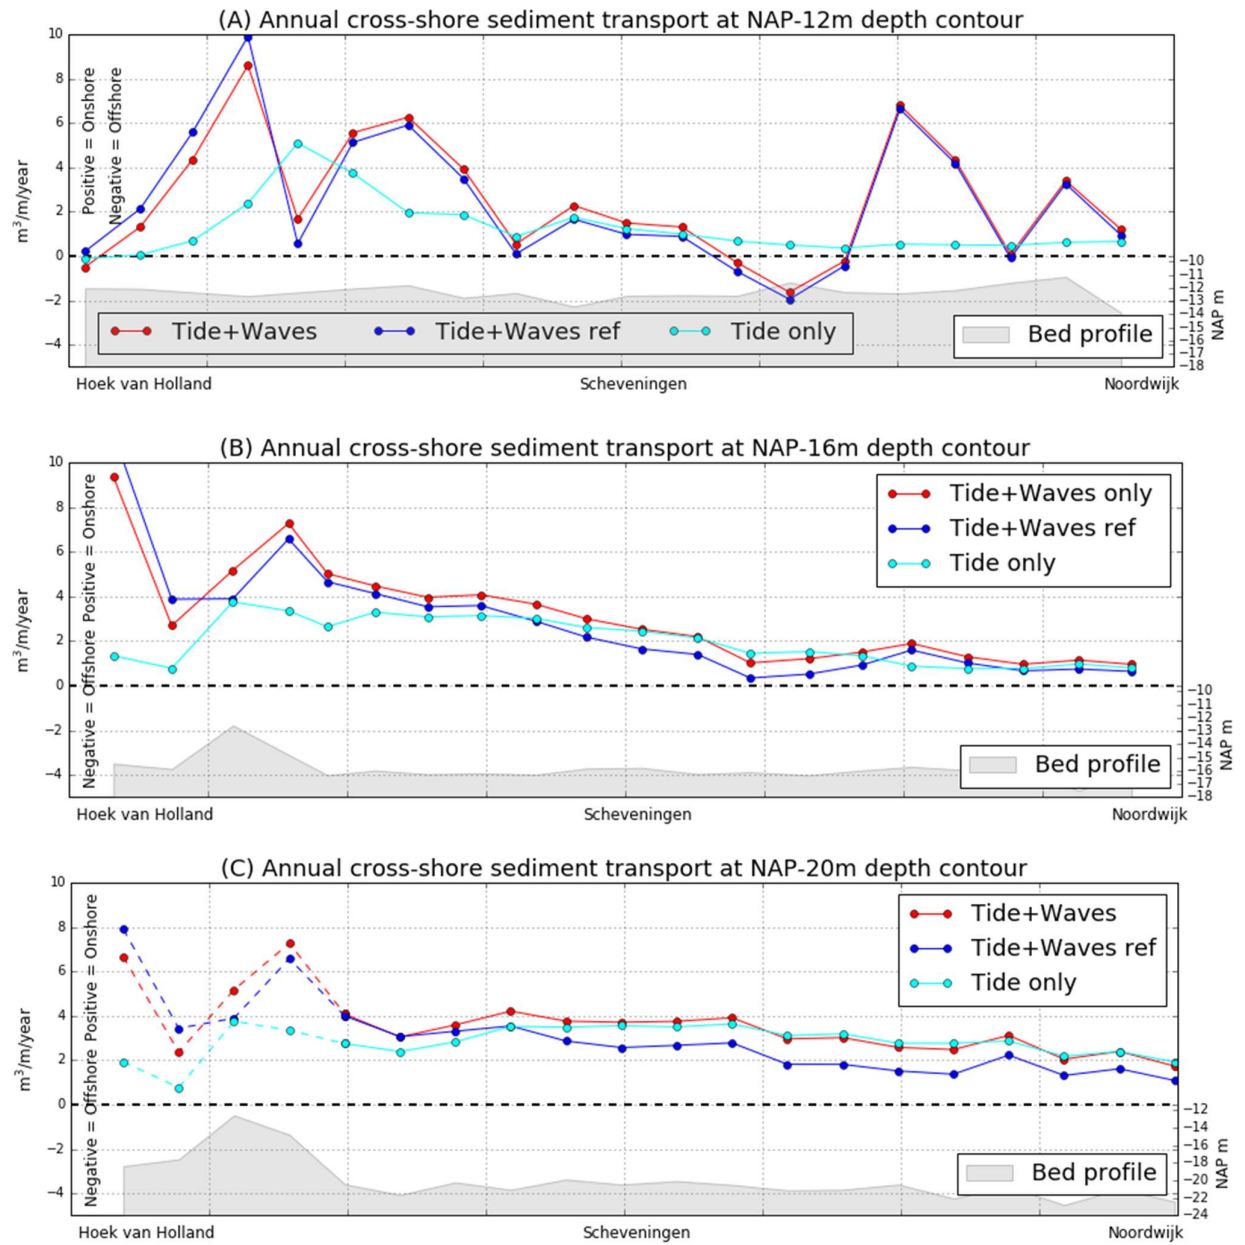 (A) Annual cross-shore sediment transport at NAP-12m depth contour
10
8
6
4
2
0
−2
−4
m³/m/year
Positive = Onshore
Negative = Offshore
−10
−11
−12
−13
−14
−15
−16
−17
−18
NAP m
Tide+Waves
Tide+Waves ref
Tide only
Bed profile
Hoek van Holland
Scheveningen
Noordwijk
(B) Annual cross-shore sediment transport at NAP-16m depth contour
10
8
6
4
2
0
−2
−4
m³/m/year
Negative = Offshore Positive = Onshore
Tide+Waves only
Tide+Waves ref
Tide only
−10
−11
−12
−13
−14
−15
−16
−17
−18
NAP m
Bed profile
Hoek van Holland
Scheveningen
Noordwijk
(C) Annual cross-shore sediment transport at NAP-20m depth contour
10
8
6
4
2
0
−2
−4
m³/m/year
Negative = Offshore Positive = Onshore
Tide+Waves
Tide+Waves ref
Tide only
−12
−14
−16
−18
−20
−22
−24
NAP m
Bed profile
Hoek van Holland
Scheveningen
Noordwijk